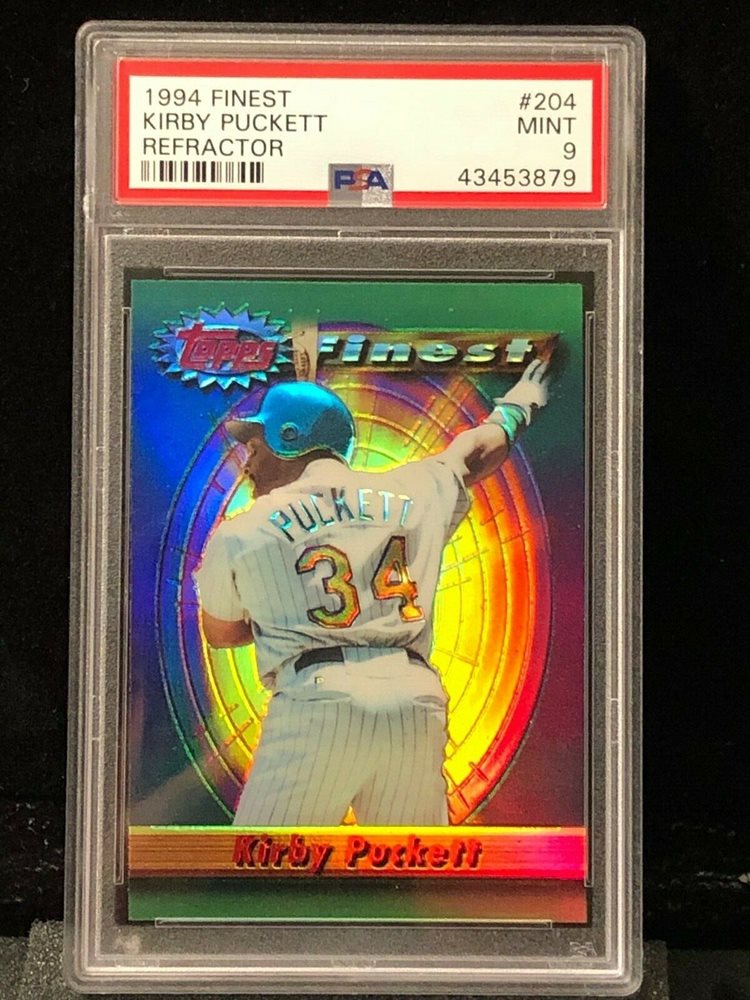 1994 FINEST #204
KIRBY PUCKETT MINT
REFRACTOR 9
PSA 43453879
Topps Finest
PUCKETT
34
Kirby Puckett